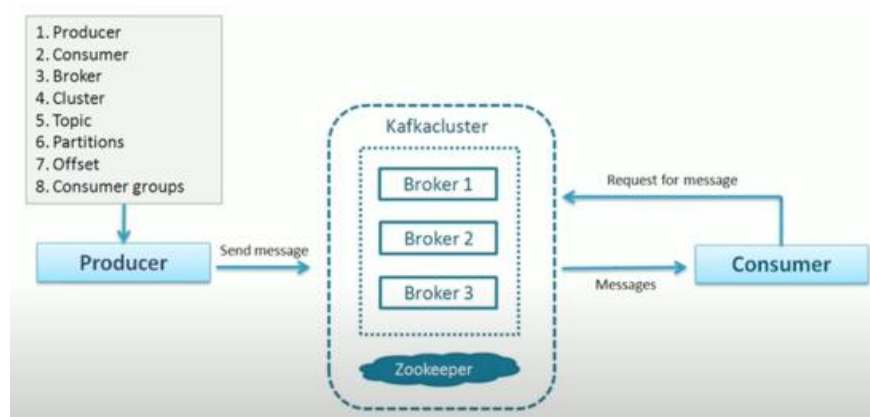 1. Producer
2. Consumer
3. Broker
4. Cluster
5. Topic
6. Partitions
7. Offset
8. Consumer groups
Kafkacluster
Broker 1
Broker 2
Broker 3
Zookeeper
Producer
Send message
Request for message
Messages
Consumer